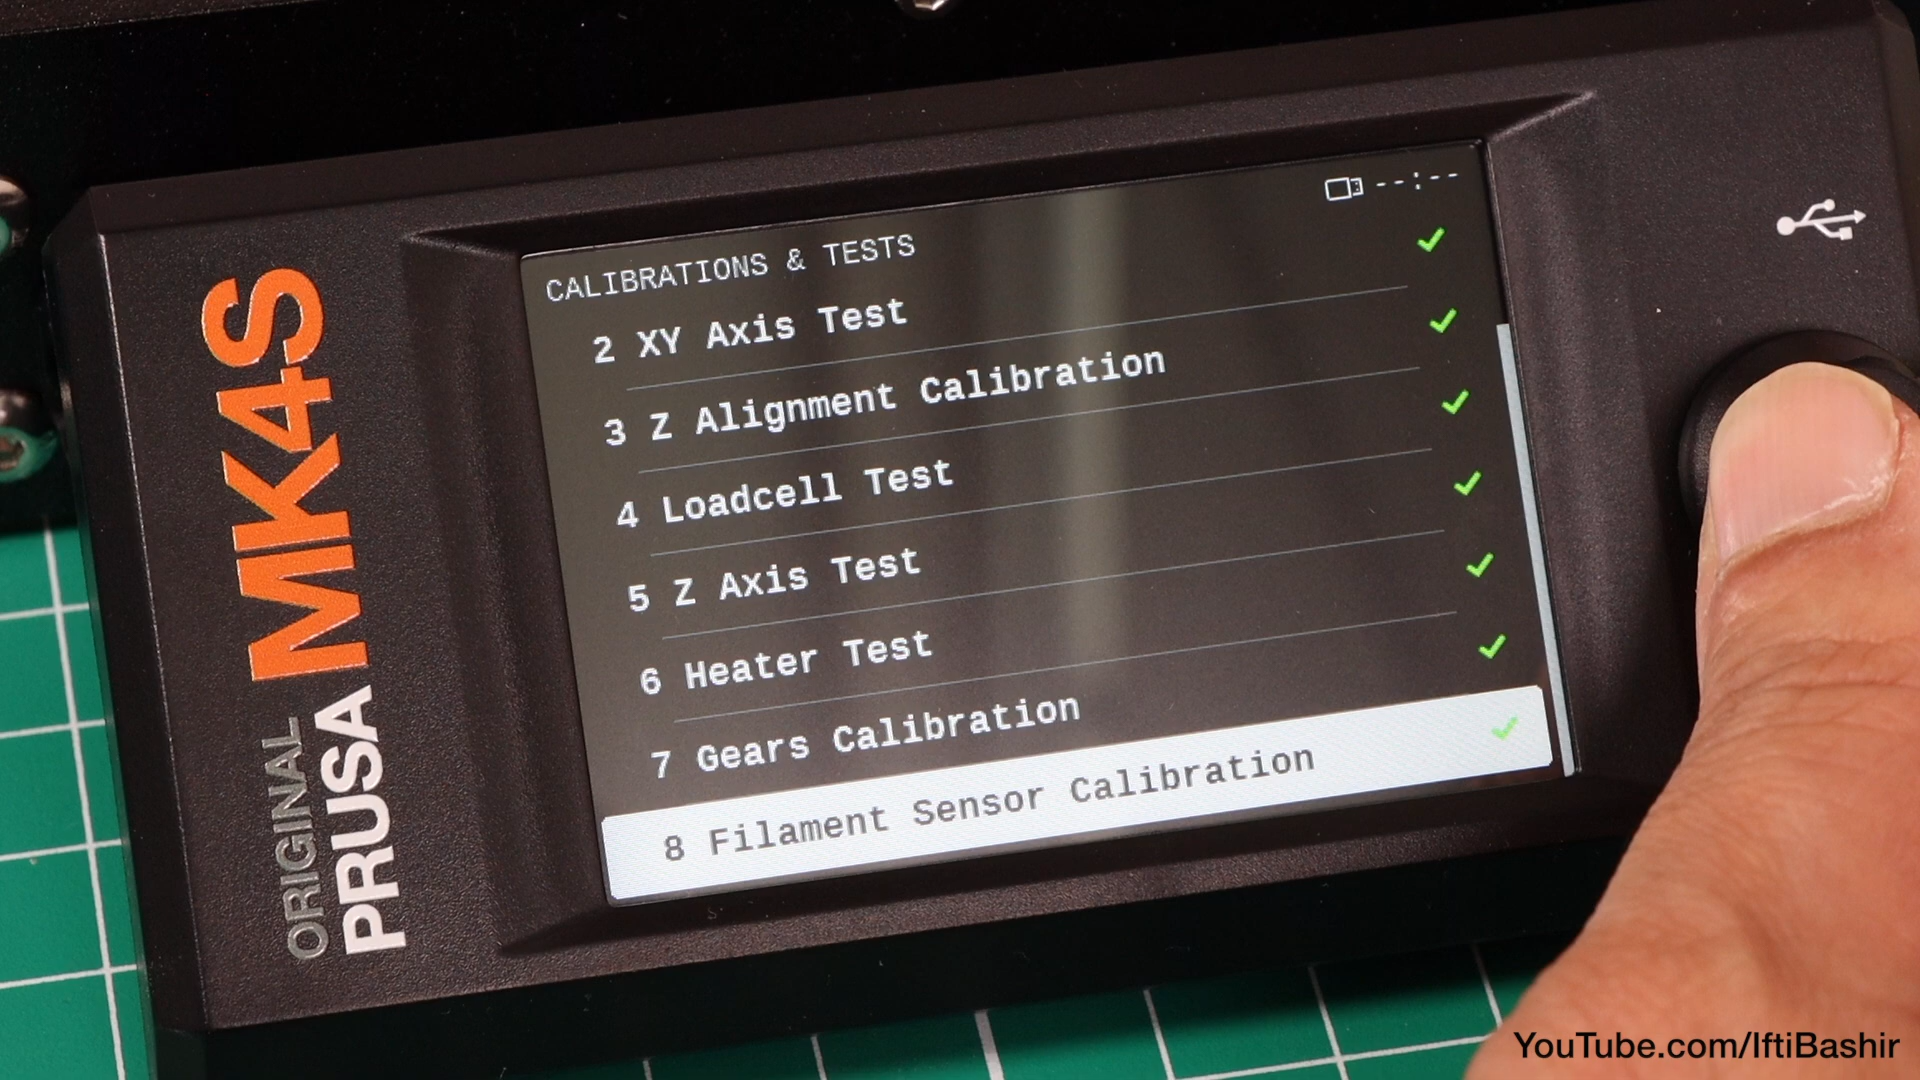 ORIGINAL
PRUSA MK4S
--:--
CALIBRATIONS & TESTS
2 XY Axis Test
3 Z Alignment Calibration
4 Loadcell Test
5 Z Axis Test
6 Heater Test
7 Gears Calibration
8 Filament Sensor Calibration
YouTube.com/IftiBashir